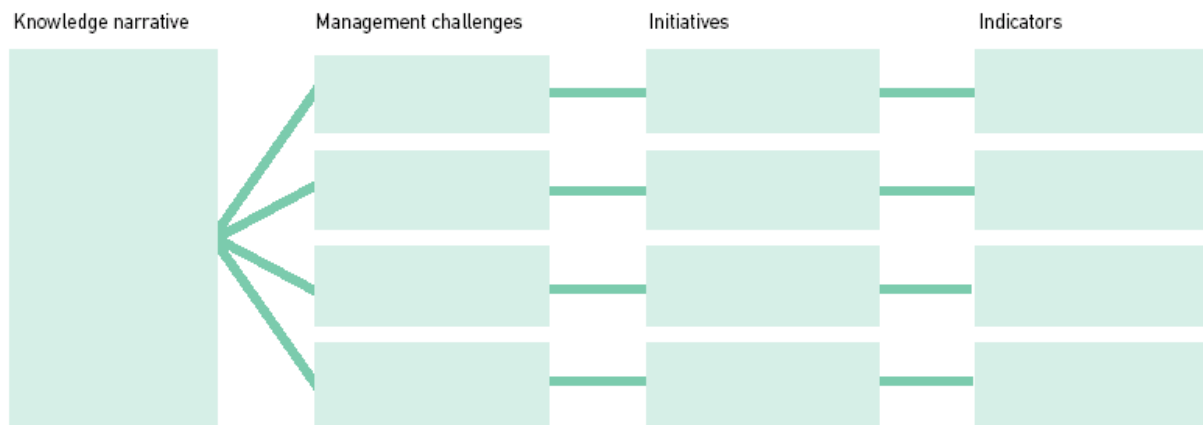 Knowledge narrative
Management challenges
Initiatives
Indicators